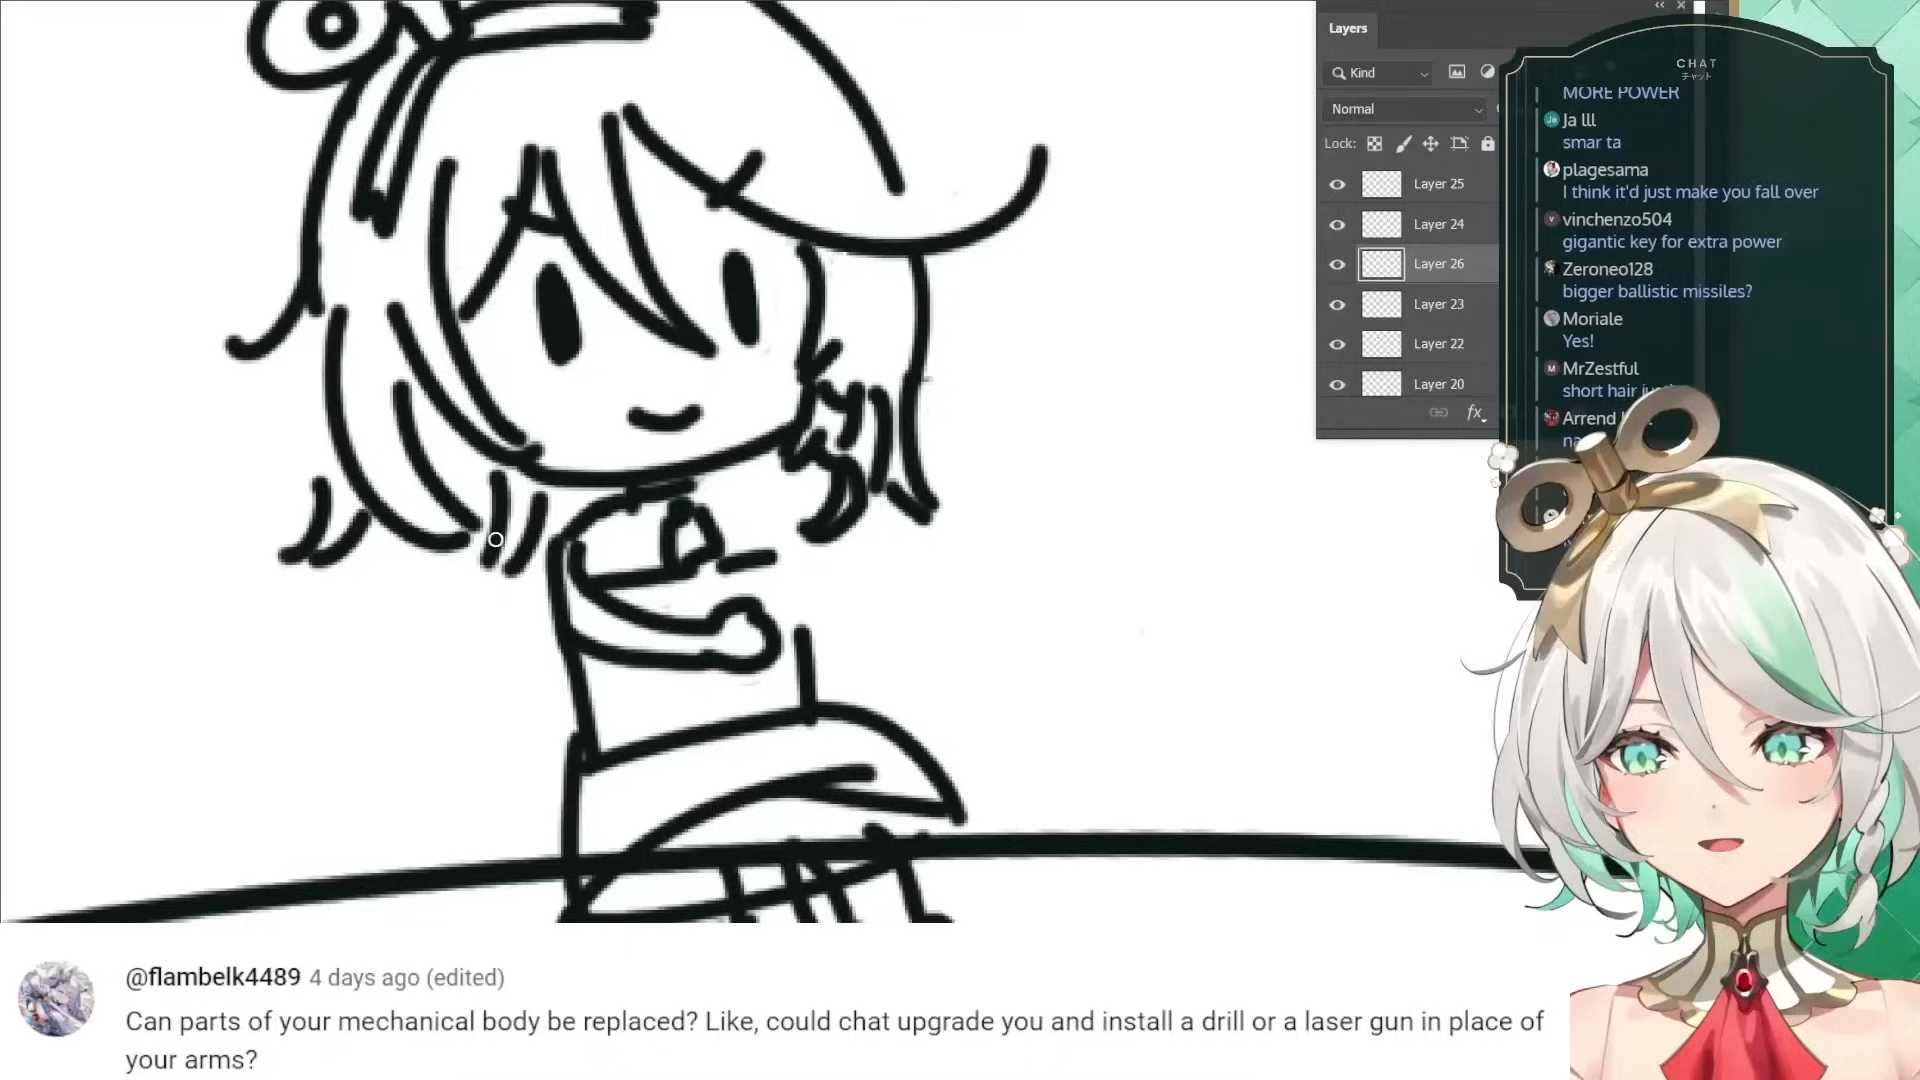 Layers
Kind
Normal
Lock:
Layer 25
Layer 24
Layer 26
Layer 23
Layer 22
Layer 20
fx
CHAT
チャット
MORE POWER
Ja lll
smar ta
plagesama
I think it'd just make you fall over
vinchenzo504
gigantic key for extra power
Zeroneo128
bigger ballistic missiles?
Moriale
Yes!
MrZestful
short hair
Arrend
@flambelk4489 4 days ago (edited)
Can parts of your mechanical body be replaced? Like, could chat upgrade you and install a drill or a laser gun in place of
your arms?